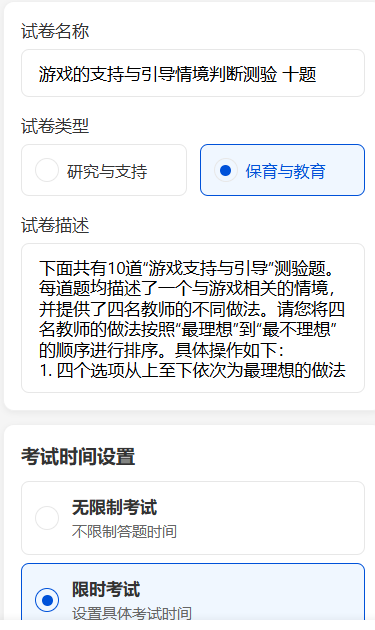 试卷名称
游戏的支持与引导情境判断测验 十题
试卷类型
研究与支持
保育与教育
试卷描述
下面共有10道“游戏支持与引导”测验题。
每道题均描述了一个与游戏相关的情境，
并提供了四名教师的不同做法。请您将四
名教师的做法按照“最理想”到“最不理想”
的顺序进行排序。具体操作如下：
1. 四个选项从上至下依次为最理想的做法
考试时间设置
无限制考试
不限制答题时间
限时考试
设置具体考试时间